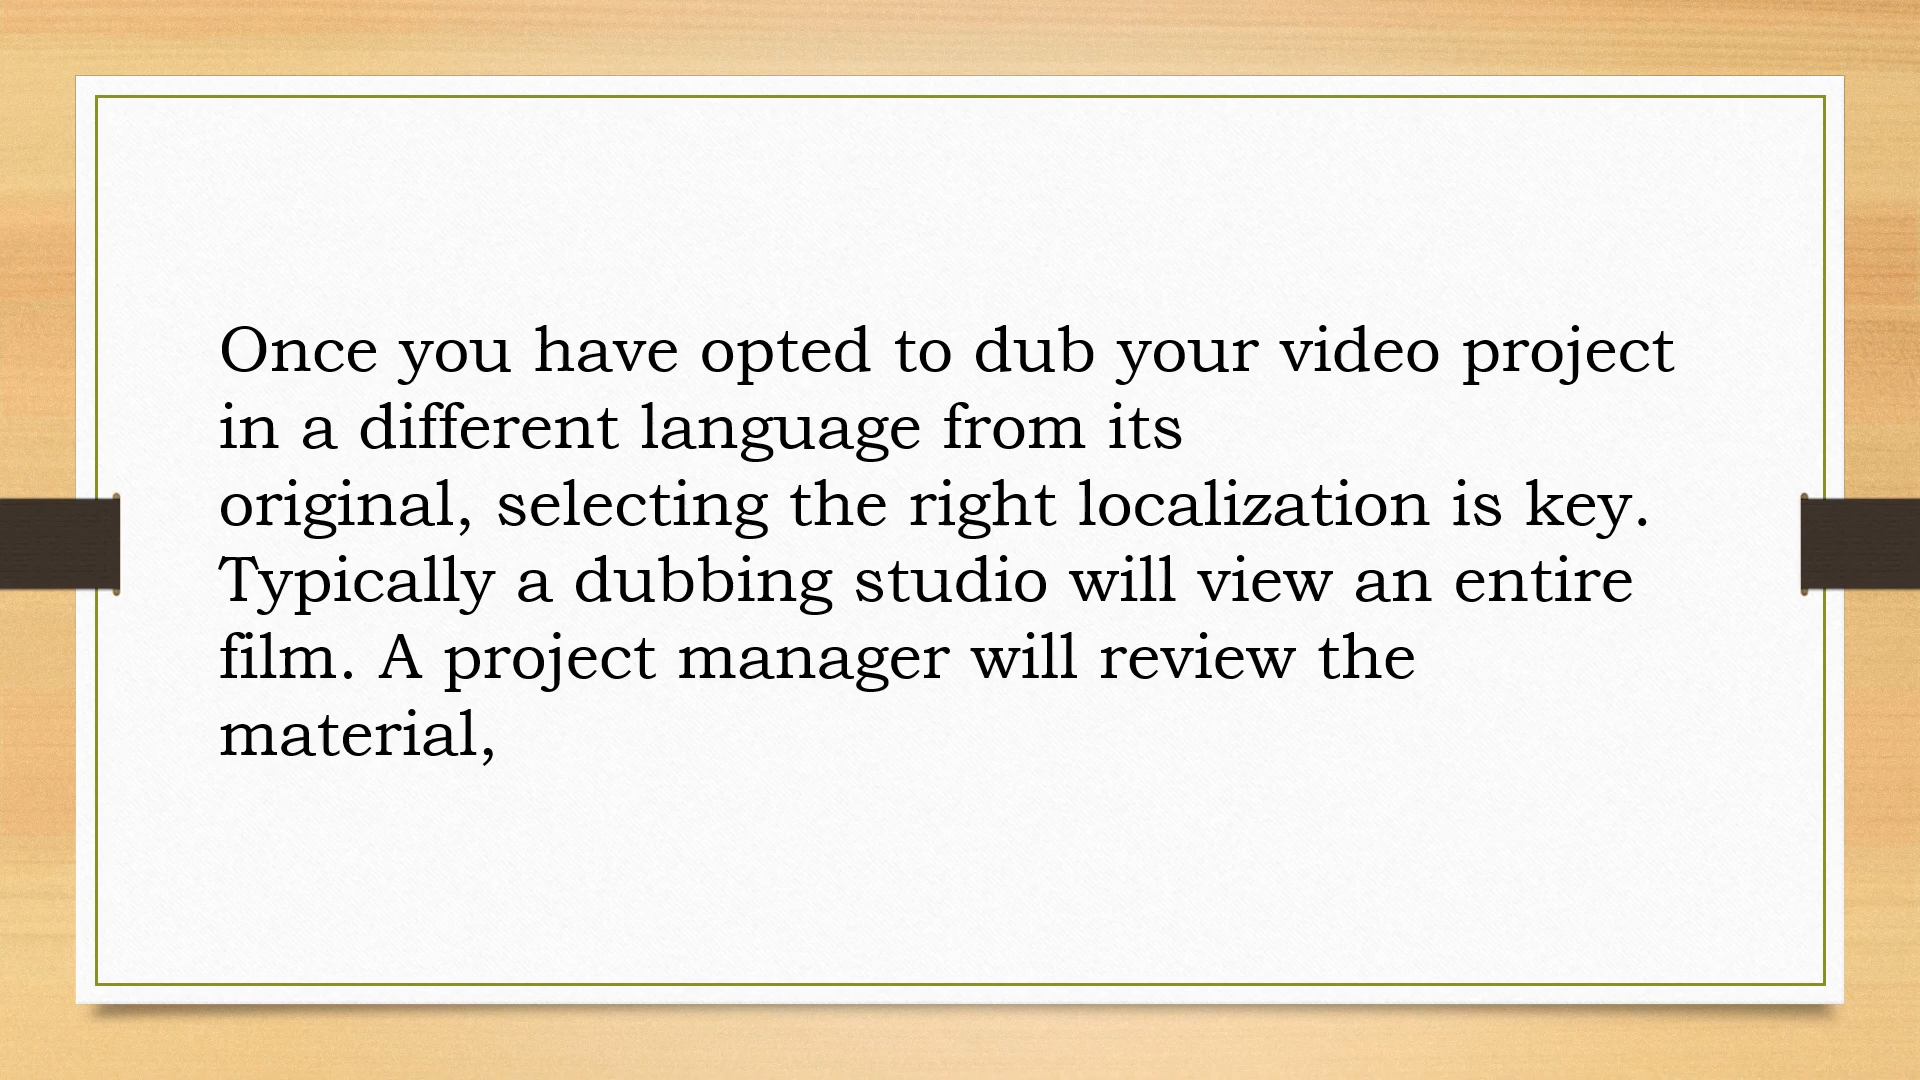 Once you have opted to dub your video project
in a different language from its
original, selecting the right localization is key.
Typically a dubbing studio will view an entire
film. A project manager will review the
material,